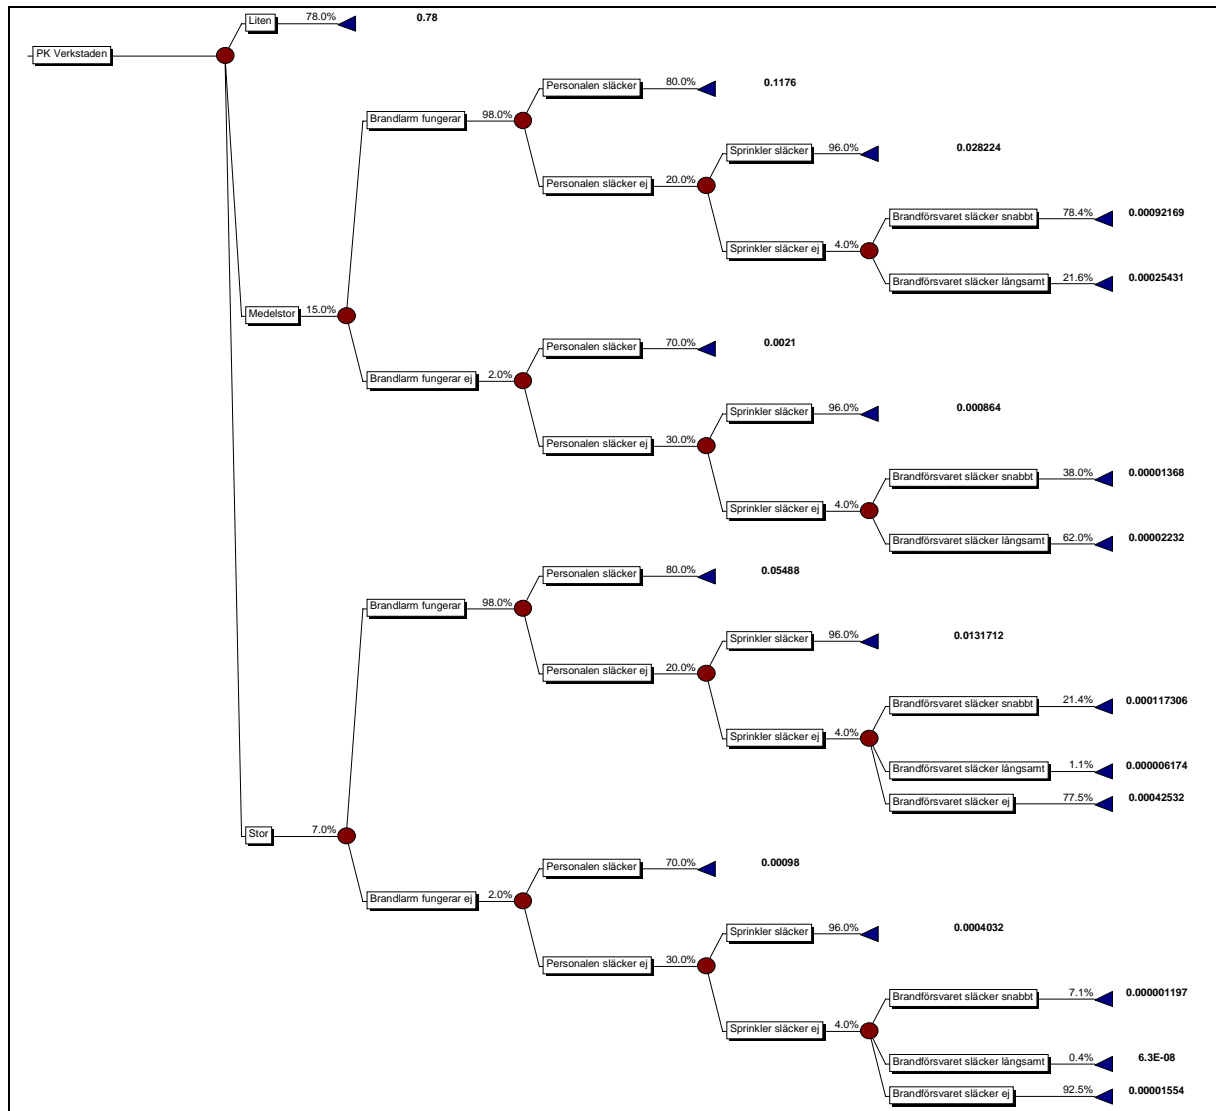 Liten 78.0% 0.78
PK Verkstaden
Personalen släcker 80.0% 0.1176
Brandlarm fungerar 98.0%
Sprinkler släcker 96.0% 0.028224
Personalen släcker ej 20.0%
Brandförsvaret släcker snabbt 78.4% 0.00092169
Sprinkler släcker ej 4.0%
Brandförsvaret släcker långsamt 21.6% 0.00025431
Medelstor 15.0%
Personalen släcker 70.0% 0.0021
Brandlarm fungerar ej 2.0%
Sprinkler släcker 96.0% 0.000864
Personalen släcker ej 30.0%
Brandförsvaret släcker snabbt 38.0% 0.00001368
Sprinkler släcker ej 4.0%
Brandförsvaret släcker långsamt 62.0% 0.00002232
Personalen släcker 80.0% 0.05488
Brandlarm fungerar 98.0%
Sprinkler släcker 96.0% 0.0131712
Personalen släcker ej 20.0%
Brandförsvaret släcker snabbt 21.4% 0.000117306
Sprinkler släcker ej 4.0%
Brandförsvaret släcker långsamt 1.1% 0.000006174
Brandförsvaret släcker ej 77.5% 0.00042532
Stor 7.0%
Personalen släcker 70.0% 0.00098
Brandlarm fungerar ej 2.0%
Sprinkler släcker 96.0% 0.0004032
Personalen släcker ej 30.0%
Brandförsvaret släcker snabbt 7.1% 0.000001197
Sprinkler släcker ej 4.0%
Brandförsvaret släcker långsamt 0.4% 6.3E-08
Brandförsvaret släcker ej 92.5% 0.00001554